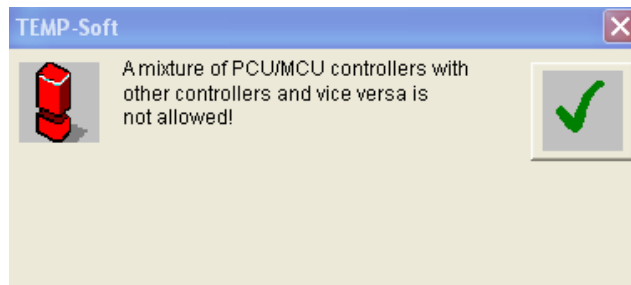 TEMP-Soft
A mixture of PCU/MCU controllers with
other controllers and vice versa is
not allowed!